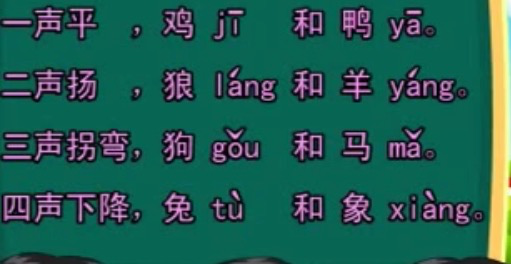 一声平 ，鸡 jī 和 鸭 yā。
二声扬 ，狼 láng 和 羊 yáng。
三声拐弯，狗 gǒu 和 马 mǎ。
四声下降，兔 tù 和 象 xiàng。